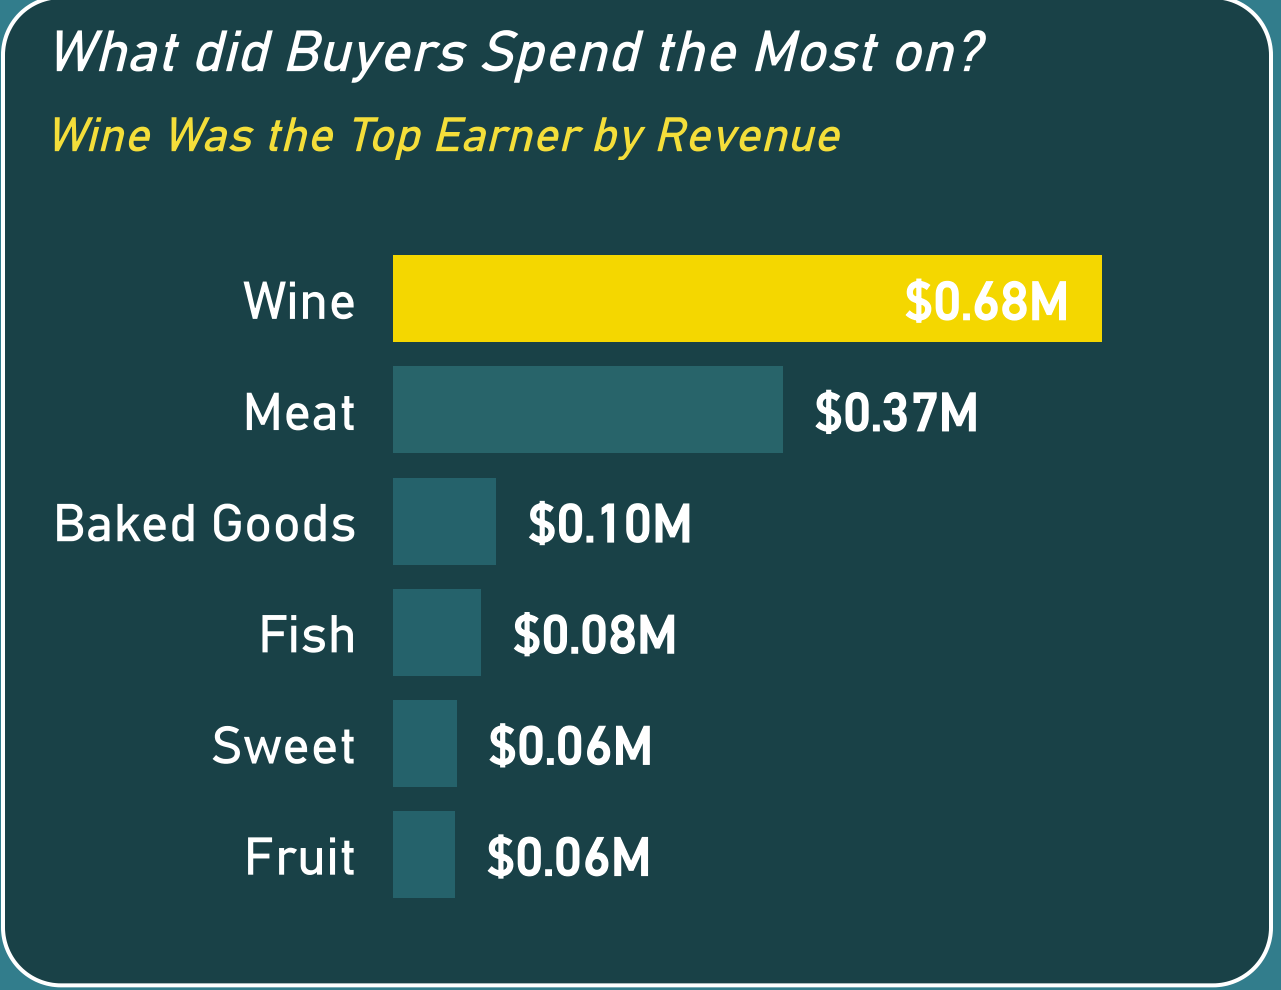 What did Buyers Spend the Most on?
Wine Was the Top Earner by Revenue
Wine $0.68M
Meat $0.37M
Baked Goods $0.10M
Fish $0.08M
Sweet $0.06M
Fruit $0.06M